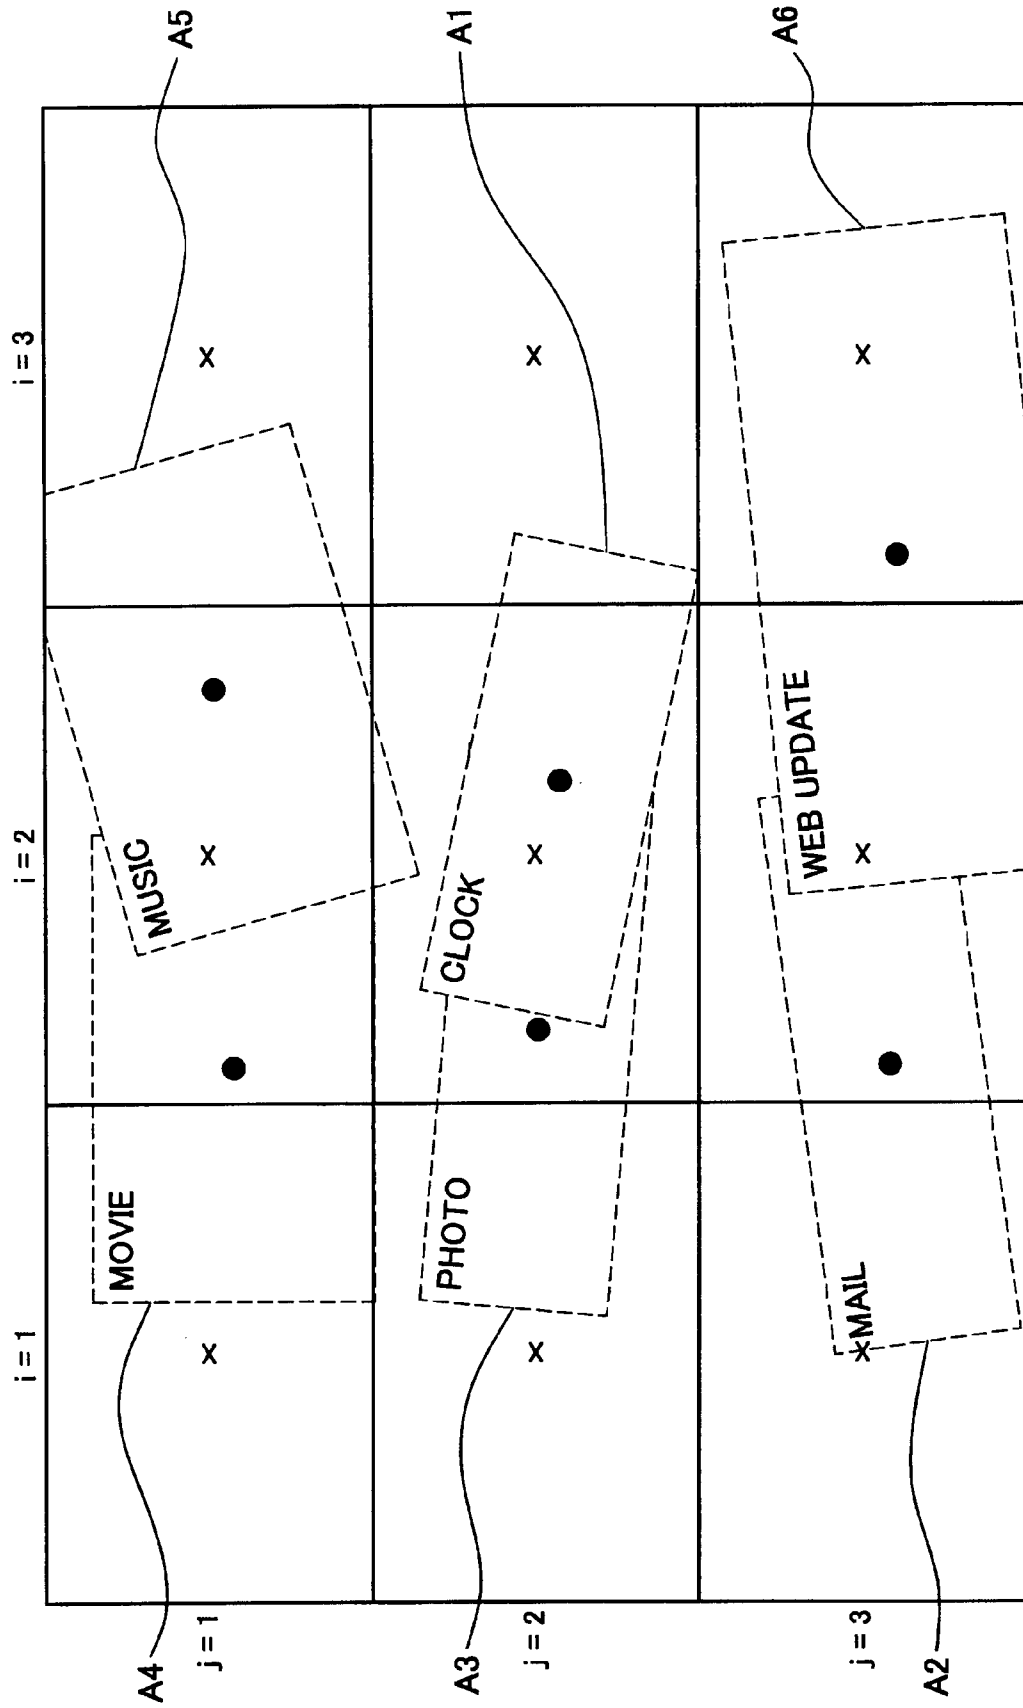 i = 1
i = 2
i = 3
A4
j = 1
MOVIE
MUSIC
A5
A3
j = 2
PHOTO
CLOCK
A1
j = 3
A2
MAIL
WEB UPDATE
A6